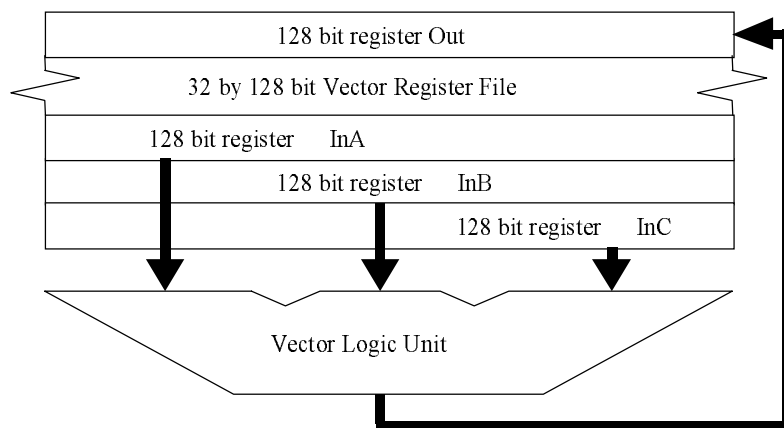 128 bit register Out
32 by 128 bit Vector Register File
128 bit register InA
128 bit register InB
128 bit register InC
Vector Logic Unit